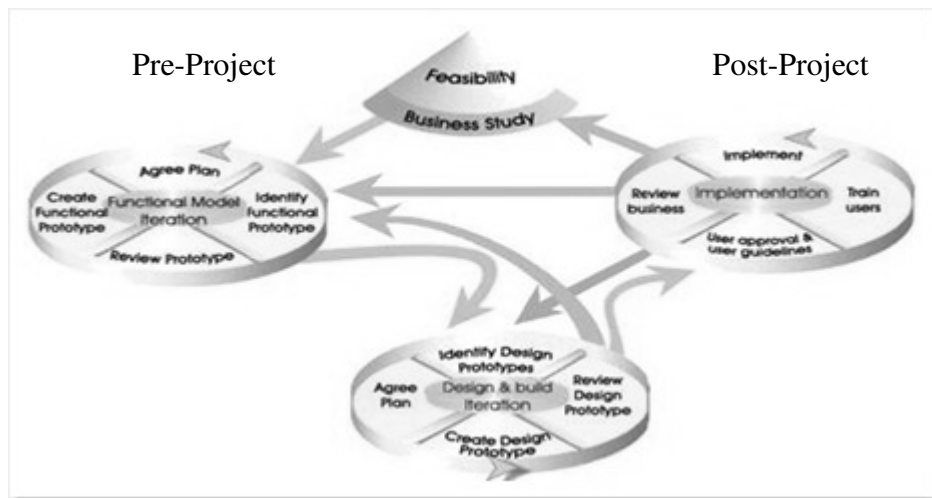 Pre-Project
Post-Project
Feasibility
Business Study
Agree Plan
Create
Functional
Prototype
Functional Model
Iteration
Identify
Functional
Prototype
Review Prototype
Implement
Review
business
Implementation
Train
users
User approval &
user guidelines
Identify Design
Prototypes
Agree
Plan
Design & build
Iteration
Review
Design
Prototype
Create Design
Prototype